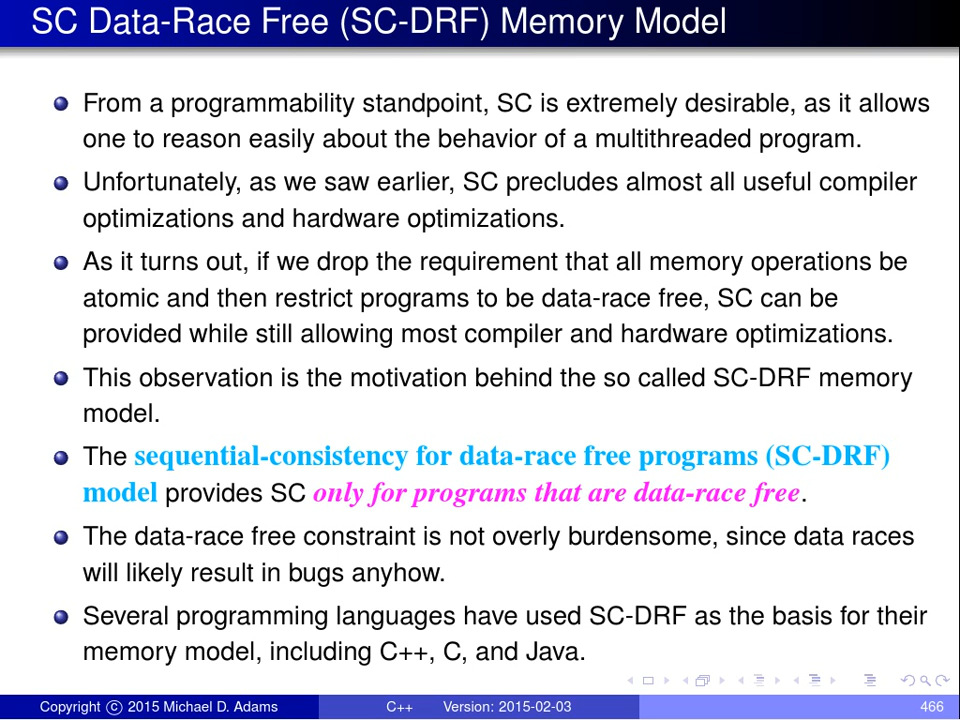 SC Data-Race Free (SC-DRF) Memory Model
From a programmability standpoint, SC is extremely desirable, as it allows
one to reason easily about the behavior of a multithreaded program.
Unfortunately, as we saw earlier, SC precludes almost all useful compiler
optimizations and hardware optimizations.
As it turns out, if we drop the requirement that all memory operations be
atomic and then restrict programs to be data-race free, SC can be
provided while still allowing most compiler and hardware optimizations.
This observation is the motivation behind the so called SC-DRF memory
model.
The sequential-consistency for data-race free programs (SC-DRF)
model provides SC only for programs that are data-race free.
The data-race free constraint is not overly burdensome, since data races
will likely result in bugs anyhow.
Several programming languages have used SC-DRF as the basis for their
memory model, including C++, C, and Java.
Copyright © 2015 Michael D. Adams C++ Version: 2015-02-03 466